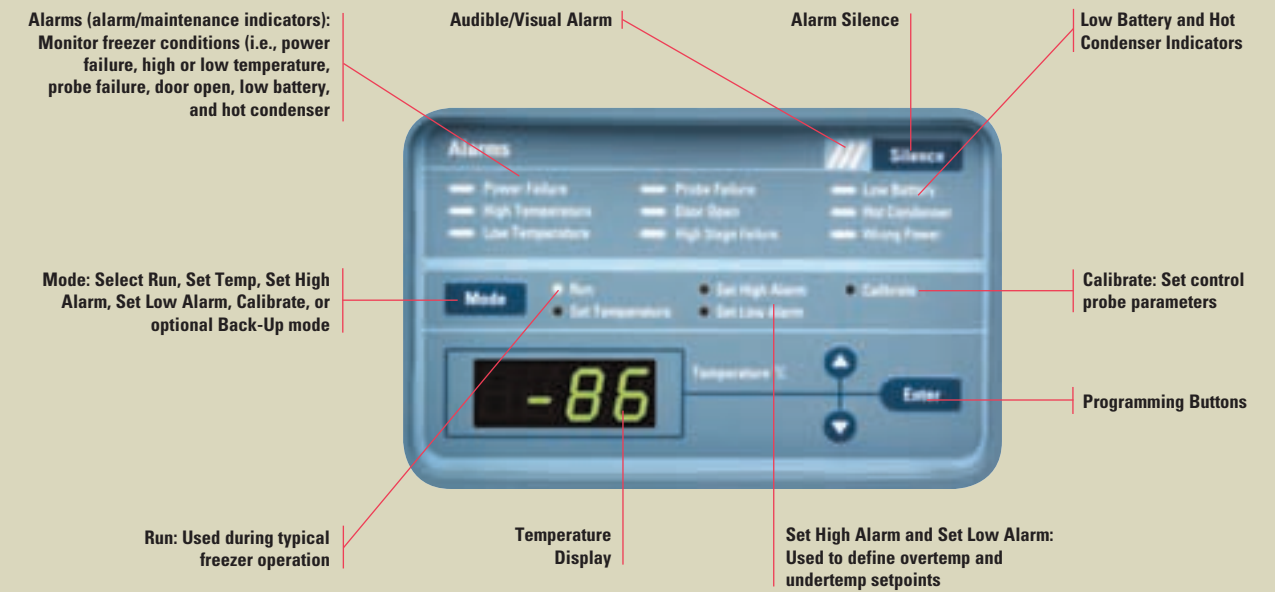 Alarms (alarm/maintenance indicators):
Monitor freezer conditions (i.e., power
failure, high or low temperature,
probe failure, door open, low battery,
and hot condenser
Audible/Visual Alarm
Alarm Silence
Low Battery and Hot
Condenser Indicators
Alarms
Silence
Power Failure
Probe Failure
Low Battery
High Temperature
Door Open
Hot Condenser
Low Temperature
High Stage Failure
Wrong Power
Mode: Select Run, Set Temp, Set High
Alarm, Set Low Alarm, Calibrate, or
optional Back-Up mode
Mode
Run
Set High Alarm
Calibrate
Set Temperature
Set Low Alarm
Calibrate: Set control
probe parameters
-86
Temperature °C
Enter
Programming Buttons
Run: Used during typical
freezer operation
Temperature
Display
Set High Alarm and Set Low Alarm:
Used to define overtemp and
undertemp setpoints